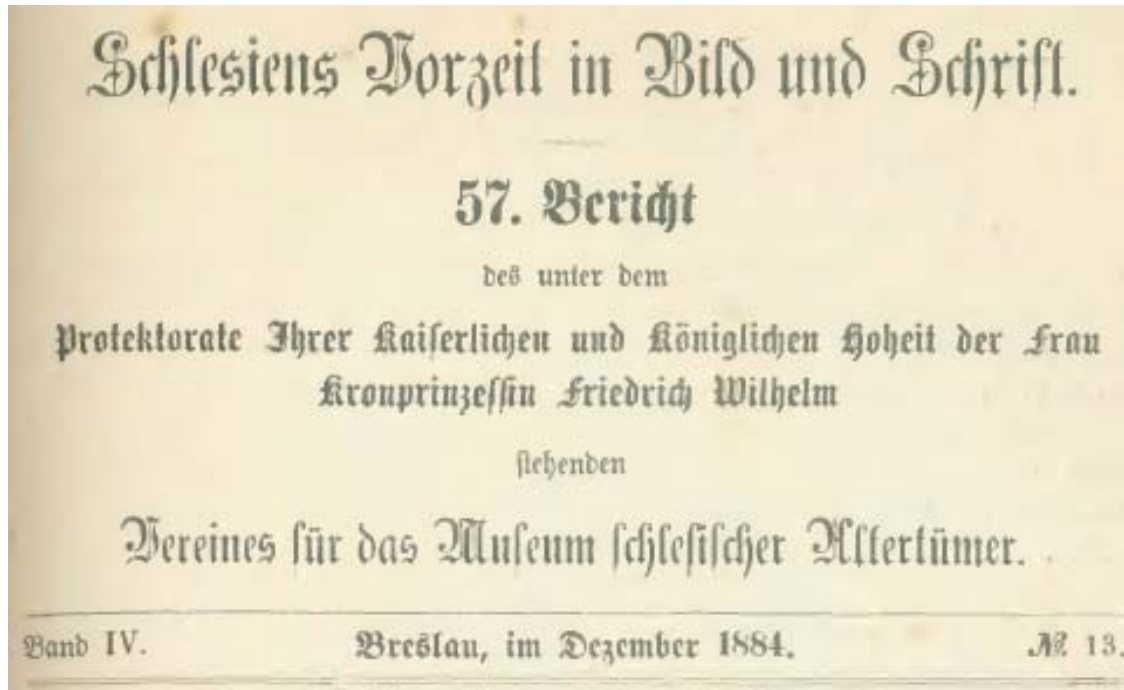 Schlesiens Vorzeit in Bild und Schrift.
57. Bericht
des unter dem
Protektorate Ihrer Kaiserlichen und Königlichen Hoheit der Frau
Kronprinzessin Friedrich Wilhelm
stehenden
Vereines für das Museum schlesischer Altertümer.
Band IV. Breslau, im Dezember 1884. № 13.